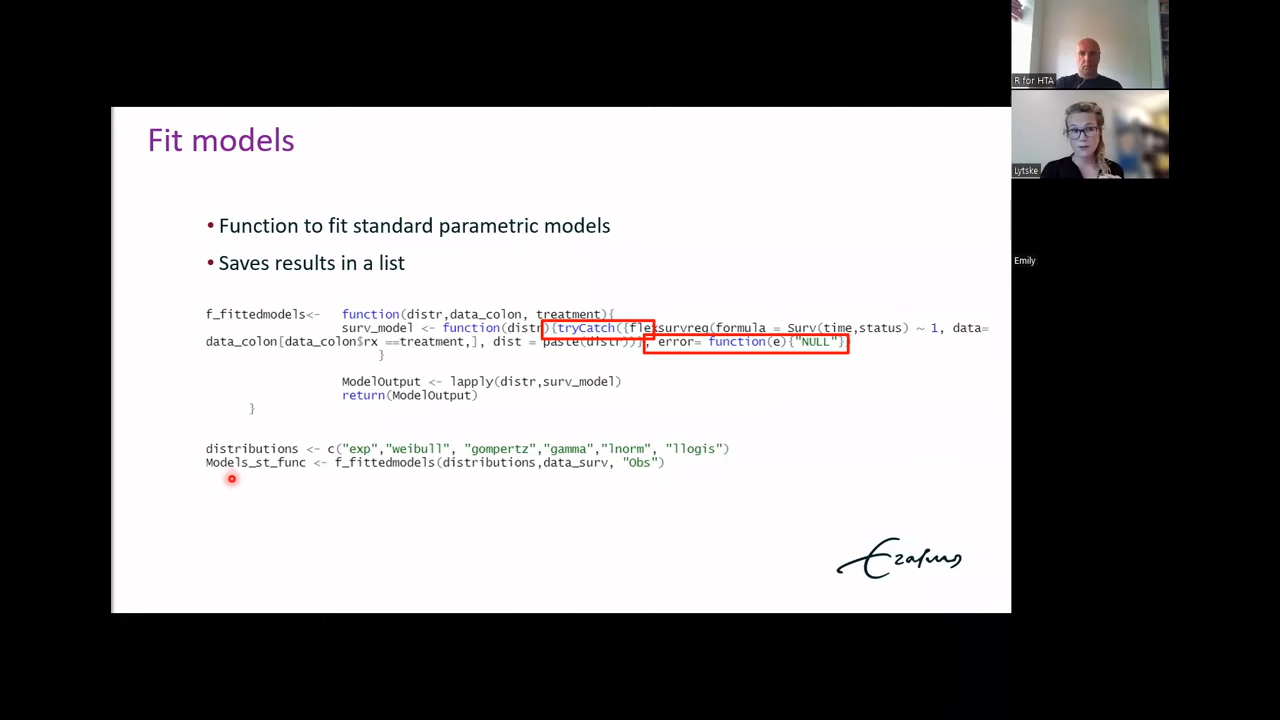 Fit models
• Function to fit standard parametric models
• Saves results in a list
f_fittedmodels<- function(distr,data_colon, treatment){
surv_model <- function(distr){tryCatch({flexsurvreg(formula = Surv(time,status) ~ 1, data=
data_colon[data_colon$rx ==treatment,], dist = paste(distr))}, error= function(e){"NULL"})
}
ModelOutput <- lapply(distr,surv_model)
return(ModelOutput)
}
distributions <- c("exp","weibull", "gompertz","gamma","lnorm", "llogis")
Models_st_func <- f_fittedmodels(distributions,data_surv, "Obs")
Erasmus
R for HTA
Lytske
Emily